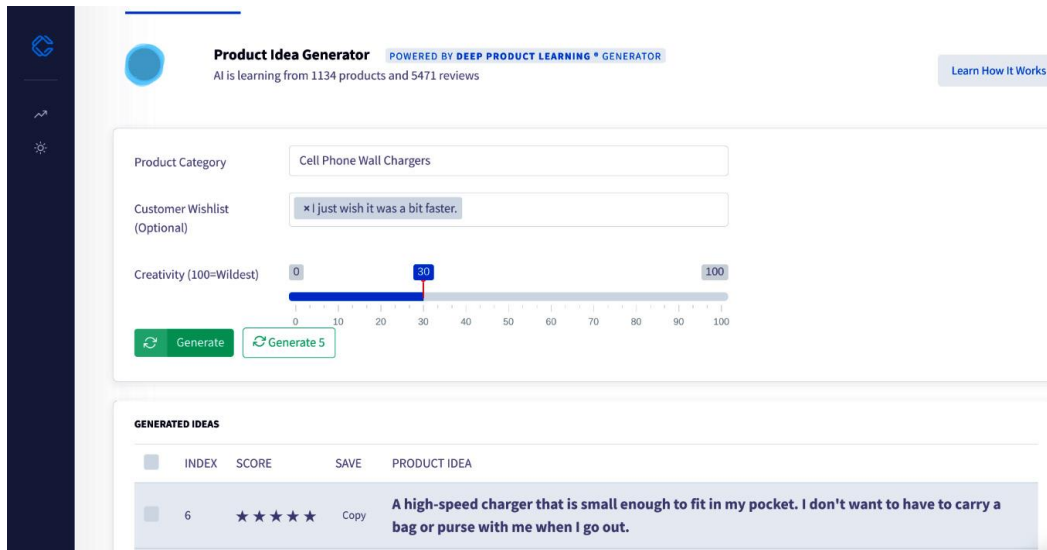 Product Idea Generator POWERED BY DEEP PRODUCT LEARNING ® GENERATOR
AI is learning from 1134 products and 5471 reviews
Learn How It Works
Product Category Cell Phone Wall Chargers
Customer Wishlist × I just wish it was a bit faster.
(Optional)
Creativity (100=Wildest) 0 30 100
0 10 20 30 40 50 60 70 80 90 100
Generate Generate 5
GENERATED IDEAS
INDEX SCORE SAVE PRODUCT IDEA
6 ★★★★★ Copy A high-speed charger that is small enough to fit in my pocket. I don't want to have to carry a
bag or purse with me when I go out.